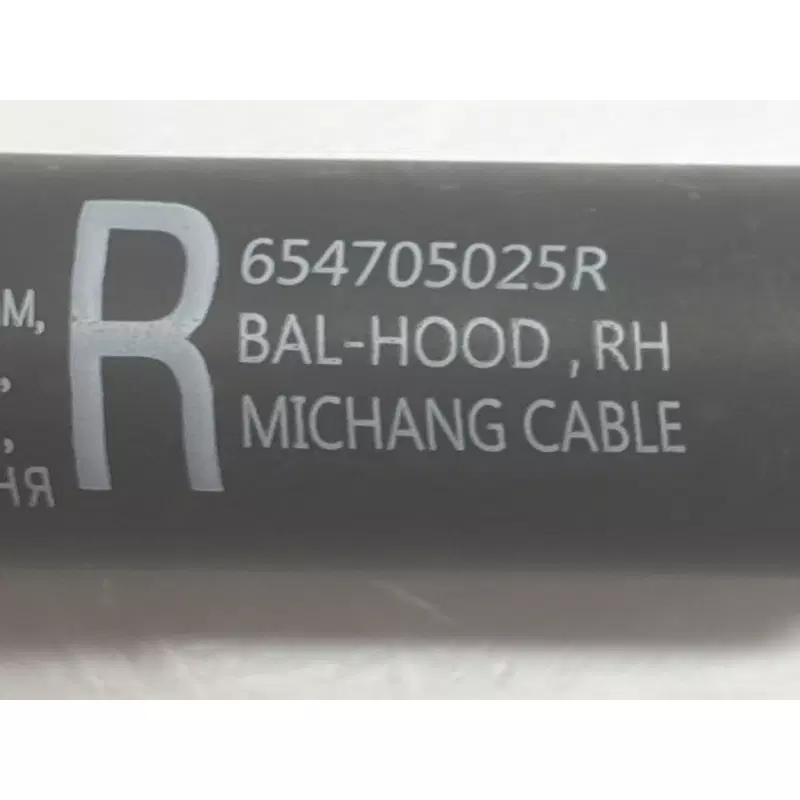 R
654705025R
BAL-HOOD , RH
MICHANG CABLE